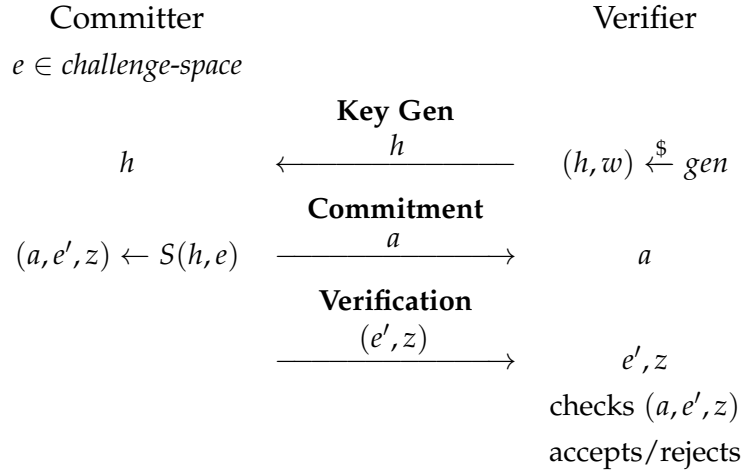 Committer Verifier
e ∈ challenge-space
Key Gen
h h (h, w) ←$ gen
Commitment
(a, e′, z) ← S(h, e) a a
Verification
(e′, z) e′, z
checks (a, e′, z)
accepts/rejects